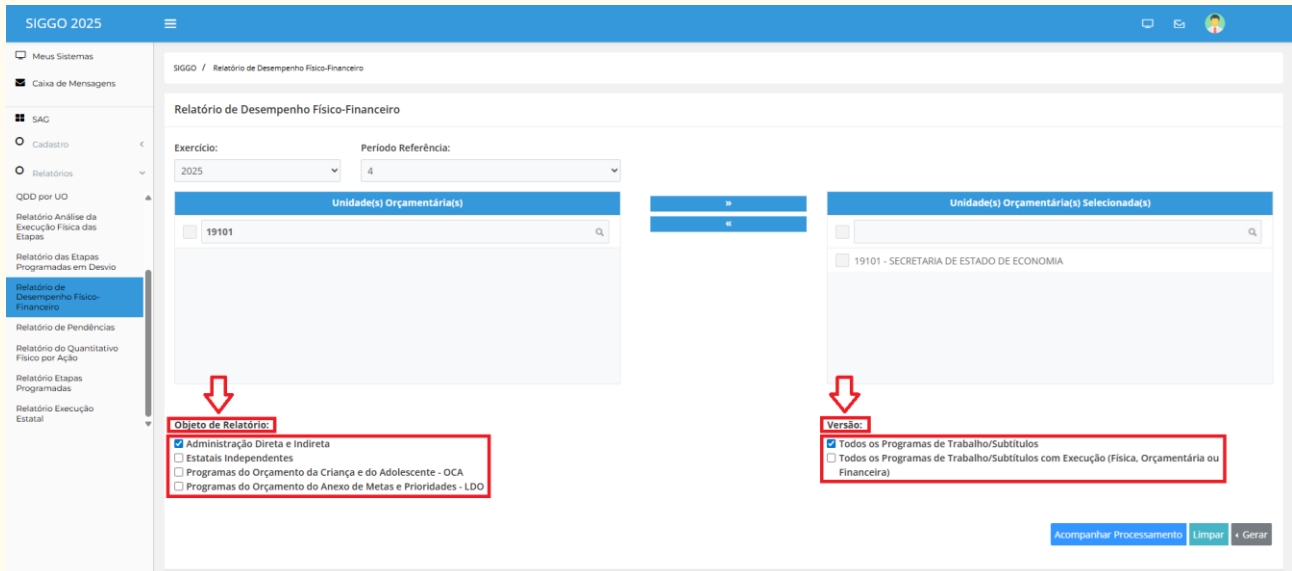 SIGGO 2025
Meus Sistemas
Caixa de Mensagens
SAG
Cadastro
Relatórios
QDD por UO
Relatório Análise da
Execução Física das
Etapas
Relatório das Etapas
Programadas em Desvio
Relatório de
Desempenho Físico-
Financeiro
Relatório de Pendências
Relatório do Quantitativo
Físico por Ação
Relatório Etapas
Programadas
Relatório Execução
Estatal
SIGGO / Relatório de Desempenho Físico-Financeiro
Relatório de Desempenho Físico-Financeiro
Exercício:
2025
Período Referência:
4
Unidade(s) Orçamentária(s)
19101
»
«
Unidade(s) Orçamentária(s) Selecionada(s)
19101 - SECRETARIA DE ESTADO DE ECONOMIA
Objeto de Relatório:
Administração Direta e Indireta
Estatais Independentes
Programas do Orçamento da Criança e do Adolescente - OCA
Programas do Orçamento do Anexo de Metas e Prioridades - LDO
Versão:
Todos os Programas de Trabalho/Subtítulos
Todos os Programas de Trabalho/Subtítulos com Execução (Física, Orçamentária ou
Financeira)
Acompanhar Processamento
Limpar
Gerar